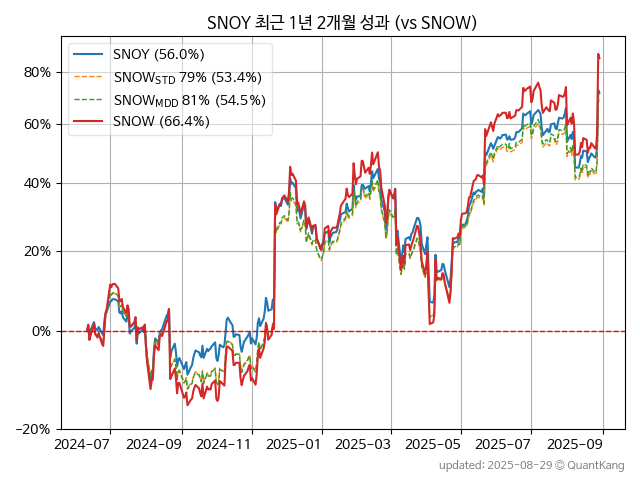 SNOY 최근 1년 2개월 성과 (vs SNOW)
SNOY (56.0%)
SNOW_STD 79% (53.4%)
SNOW_MDD 81% (54.5%)
SNOW (66.4%)
80%
60%
40%
20%
0%
−20%
2024-07 2024-09 2024-11 2025-01 2025-03 2025-05 2025-07 2025-09
updated: 2025-08-29 © QuantKang